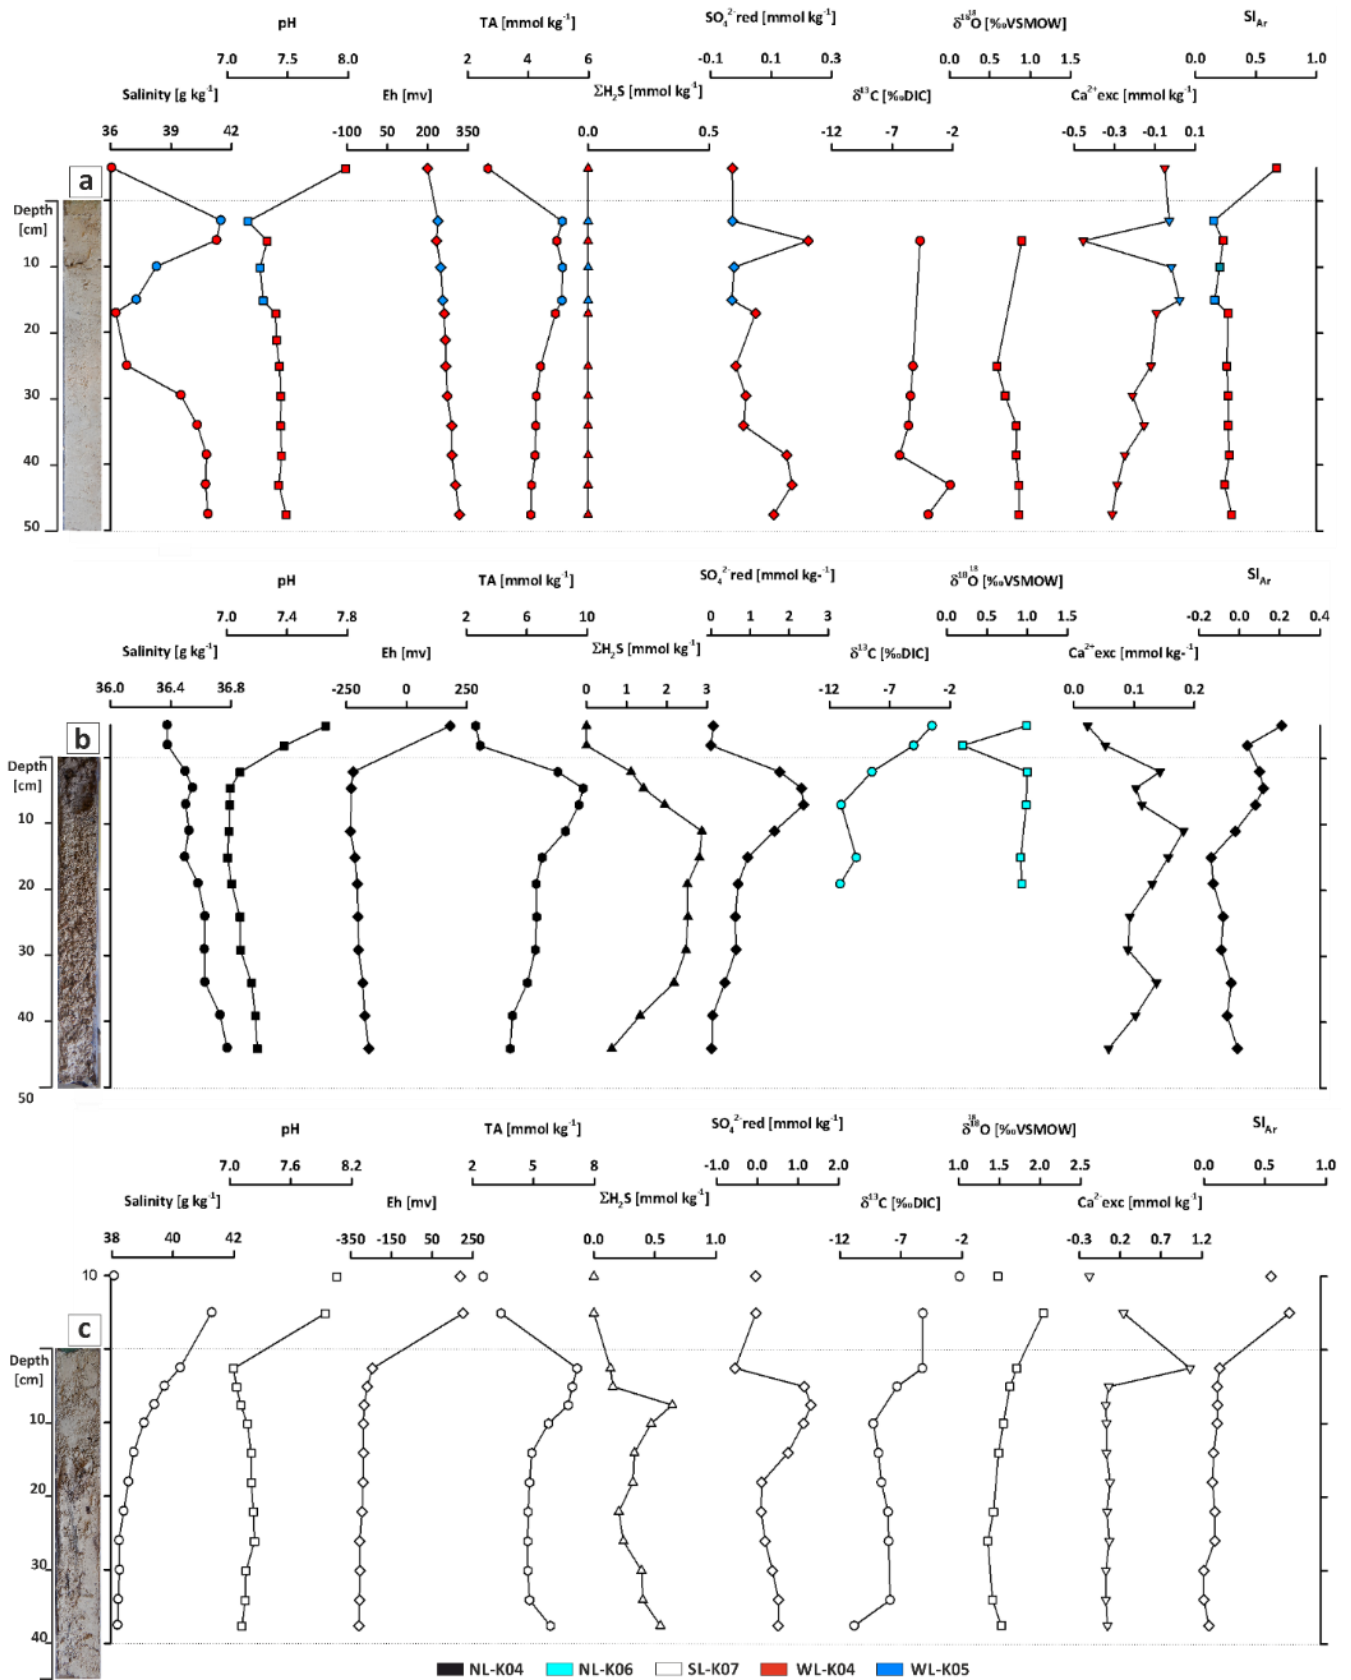 pH TA [mmol kg⁻¹] SO₄²⁻red [mmol kg⁻¹] δ¹⁸O [‰VSMOW] SI_Ar
7.0 7.5 8.0 2 4 6 -0.1 0.1 0.3 0.0 0.5 1.0 1.5 0.0 0.5 1.0
Salinity [g kg⁻¹] Eh [mv] ΣH₂S [mmol kg⁻¹] δ¹³C [‰DIC] Ca²⁺exc [mmol kg⁻¹]
36 39 42 -100 50 200 350 0.0 0.5 -12 -7 -2 -0.5 -0.3 -0.1 0.1
a
Depth
[cm]
10
20
30
40
50
pH TA [mmol kg⁻¹] SO₄²⁻red [mmol kg-¹] δ¹⁸O [‰VSMOW] SI_Ar
7.0 7.4 7.8 2 6 10 0 1 2 3 0.0 0.5 1.0 1.5 -0.2 0.0 0.2 0.4
Salinity [g kg⁻¹] Eh [mv] ΣH₂S [mmol kg⁻¹] δ¹³C [‰DIC] Ca²⁺exc [mmol kg-¹]
36.0 36.4 36.8 -250 0 250 0 1 2 3 -12 -7 -2 0.0 0.1 0.2
b
Depth
[cm]
10
20
30
40
50
pH TA [mmol kg⁻¹] SO₄²⁻red [mmol kg⁻¹] δ¹⁸O [‰VSMOW] SI_Ar
7.0 7.6 8.2 2 5 8 -1.0 0.0 1.0 2.0 1.0 1.5 2.0 2.5 0.0 0.5 1.0
Salinity [g kg⁻¹] Eh [mv] ΣH₂S [mmol kg⁻¹] δ¹³C [‰DIC] Ca²⁻exc [mmol kg⁻¹]
38 40 42 -350 -150 50 250 0.0 0.5 1.0 -12 -7 -2 -0.3 0.2 0.7 1.2
10
c
Depth
[cm]
10
20
30
40
NL-K04 NL-K06 SL-K07 WL-K04 WL-K05